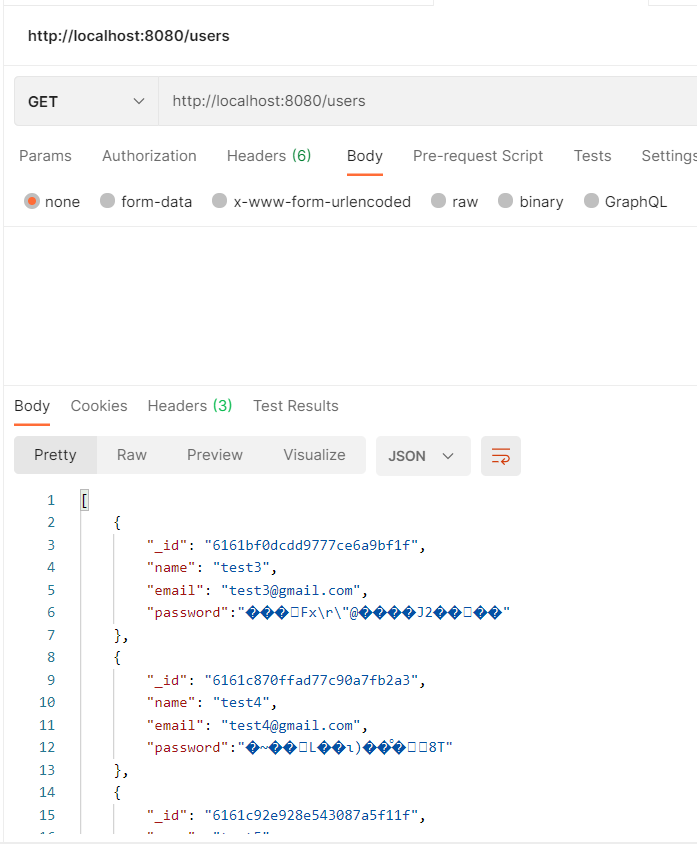 http://localhost:8080/users
GET http://localhost:8080/users
Params Authorization Headers (6) Body Pre-request Script Tests Settings
none form-data x-www-form-urlencoded raw binary GraphQL
Body Cookies Headers (3) Test Results
Pretty Raw Preview Visualize JSON
1 [
2 {
3 "_id": "6161bf0dcdd9777ce6a9bf1f",
4 "name": "test3",
5 "email": "test3@gmail.com",
6 "password":"���□Fx\r\"@����J2��□��"
7 },
8 {
9 "_id": "6161c870ffad77c90a7fb2a3",
10 "name": "test4",
11 "email": "test4@gmail.com",
12 "password":"�~��□L��ι)���□□8T"
13 },
14 {
15 "_id": "6161c92e928e543087a5f11f",